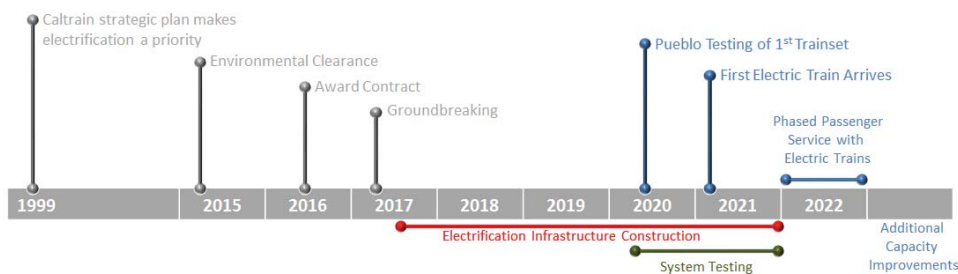 Caltrain strategic plan makes
electrification a priority
Environmental Clearance
Award Contract
Groundbreaking
Pueblo Testing of 1st Trainset
First Electric Train Arrives
Phased Passenger
Service with
Electric Trains
1999 2015 2016 2017 2018 2019 2020 2021 2022
Electrification Infrastructure Construction
System Testing
Additional
Capacity
Improvements